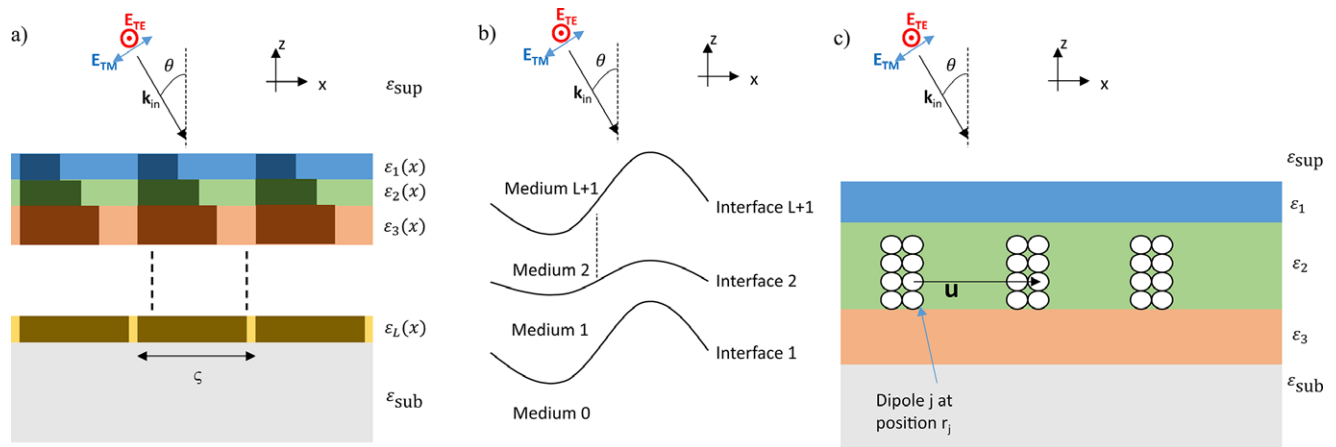 a)
E_TE
E_TM
θ
k_in
z
x
ε_sup
ε_1(x)
ε_2(x)
ε_3(x)
ε_L(x)
ς
ε_sub
b)
E_TE
E_TM
θ
k_in
z
x
Medium L+1
Interface L+1
Medium 2
Interface 2
Medium 1
Interface 1
Medium 0
c)
E_TE
E_TM
θ
k_in
z
x
ε_sup
ε_1
ε_2
u
ε_3
ε_sub
Dipole j at
position r_j